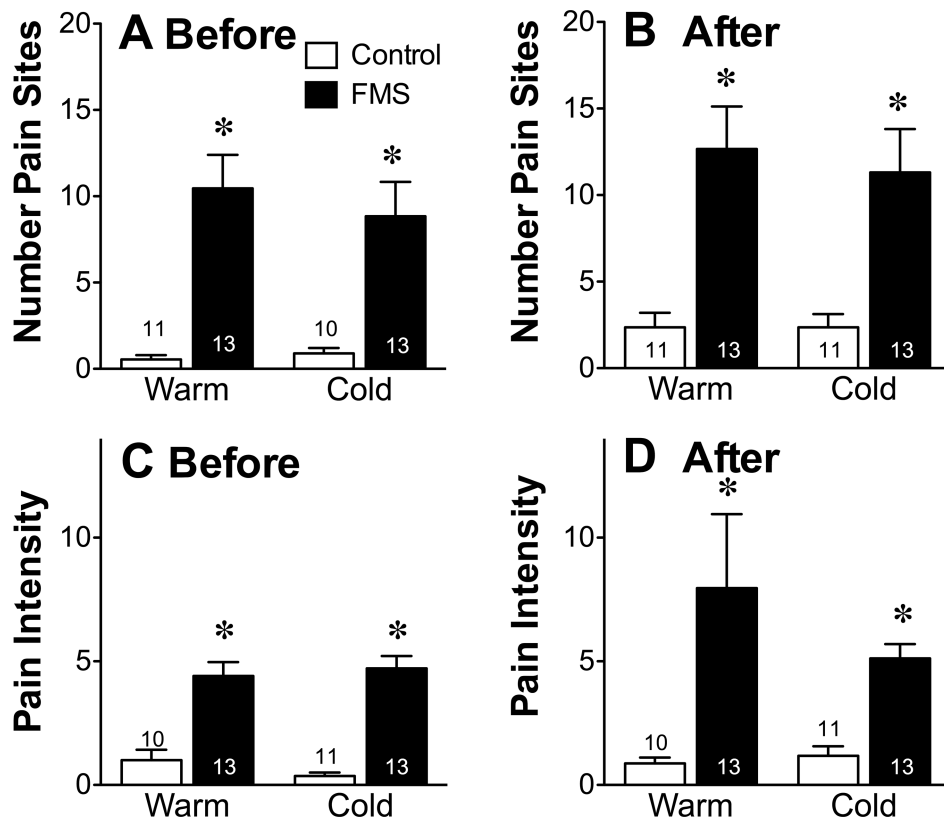 A Before
Control
FMS
Number Pain Sites
20
15
10
5
0
*
*
11
13
10
13
Warm
Cold
B After
Number Pain Sites
20
15
10
5
0
*
*
11
13
11
13
Warm
Cold
C Before
Pain Intensity
10
5
0
*
*
10
13
11
13
Warm
Cold
D After
Pain Intensity
10
5
0
*
*
10
13
11
13
Warm
Cold